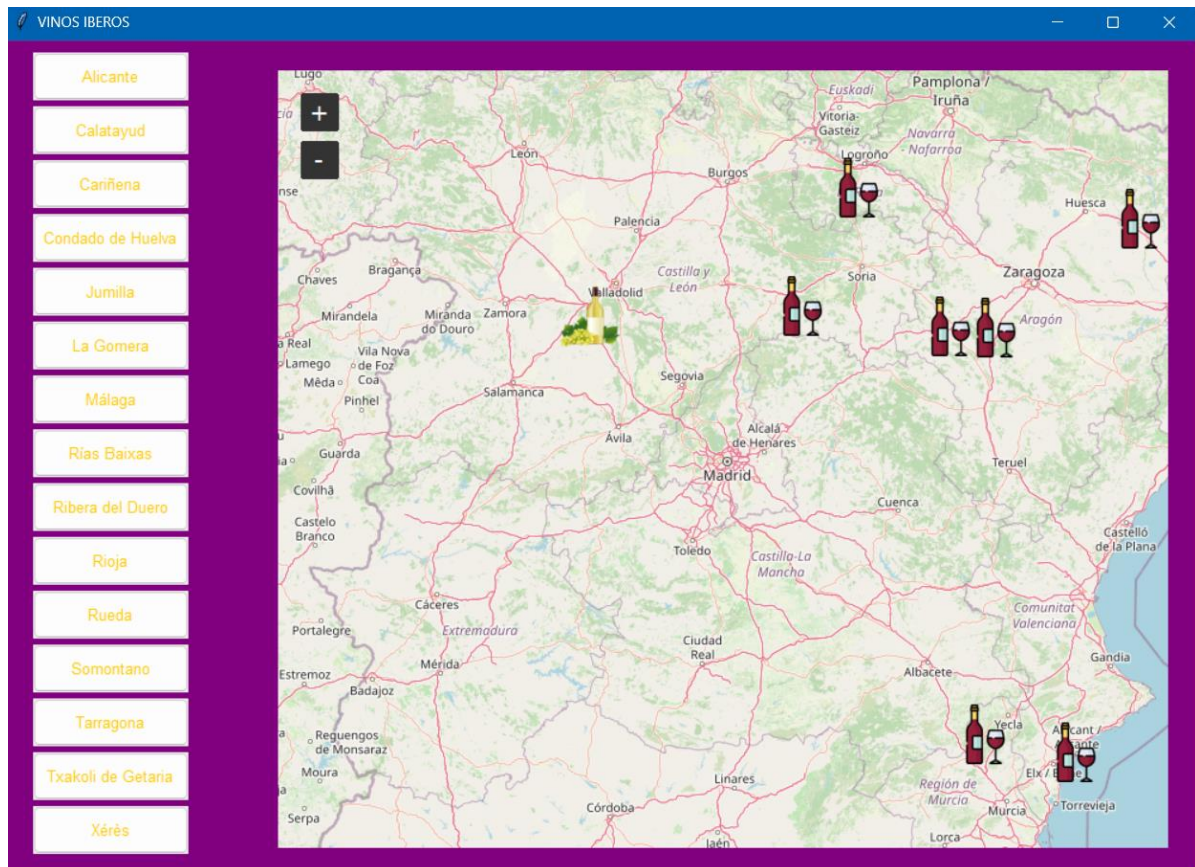 VINOS IBEROS
Alicante
Calatayud
Cariñena
Condado de Huelva
Jumilla
La Gomera
Málaga
Rías Baixas
Ribera del Duero
Rioja
Rueda
Somontano
Tarragona
Txakoli de Getaria
Xérès
+
-
Lugo
León
Burgos
Palencia
Euskadi
Vitoria-
Gasteiz
Pamplona /
Iruña
Navarra
- Nafarroa
Logroño
Huesca
Soria
Zaragoza
Aragón
Castilla y
León
Valladolid
Bragança
Chaves
Mirandela
Miranda
do Douro
Zamora
a Real
Lamego
Vila Nova
de Foz
Coa
Mêda
Pinhel
Salamanca
Segovia
Ávila
Alcalá
de Henares
Madrid
Guarda
Covilhã
Castelo
Branco
Toledo
Cuenca
Teruel
Castelló
de la Plana
Castilla-La
Mancha
Comunitat
Valenciana
Cáceres
Extremadura
Portalegre
Ciudad
Real
Mérida
Badajoz
Estremoz
Albacete
Gandia
Reguengos
de Monsaraz
Moura
Serpa
Yecla
Linares
Córdoba
Jaén
Región de
Murcia
Murcia
Lorca
Torrevieja